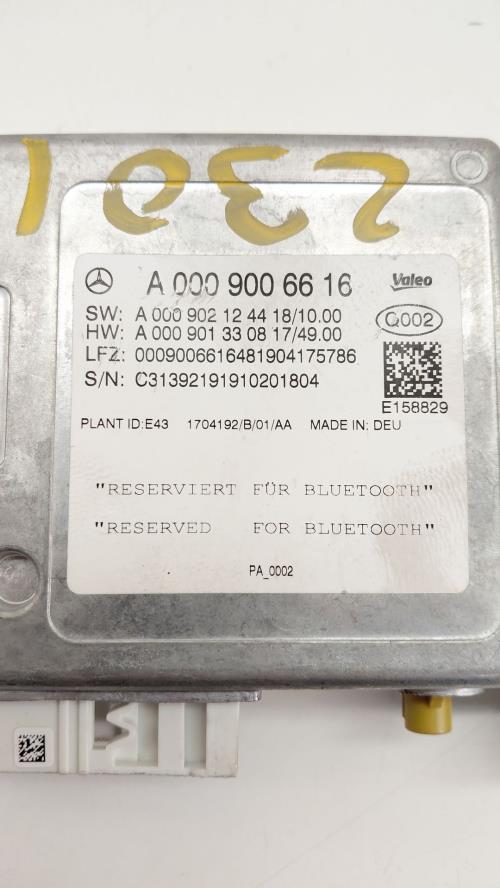 2301
A 000 900 66 16
Valeo
SW: A 000 902 124 4 18/10.00
HW: A 000 901 33 08 17/49.00
Q002
LFZ: 0009006616481904175786
S/N: C31392191910201804
E158829
PLANT ID:E43 1704192/B/01/AA MADE IN: DEU
"RESERVIERT FÜR BLUETOOTH"
"RESERVED FOR BLUETOOTH"
PA_0002